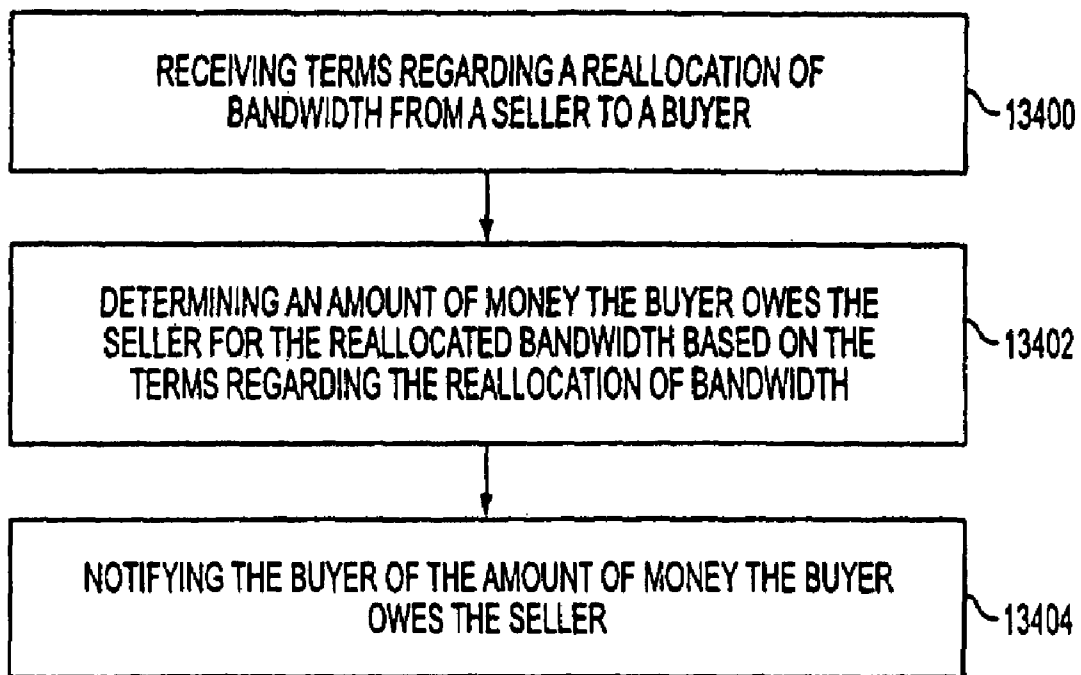 RECEIVING TERMS REGARDING A REALLOCATION OF
BANDWIDTH FROM A SELLER TO A BUYER
13400
DETERMINING AN AMOUNT OF MONEY THE BUYER OWES THE
SELLER FOR THE REALLOCATED BANDWIDTH BASED ON THE
TERMS REGARDING THE REALLOCATION OF BANDWIDTH
13402
NOTIFYING THE BUYER OF THE AMOUNT OF MONEY THE BUYER
OWES THE SELLER
13404